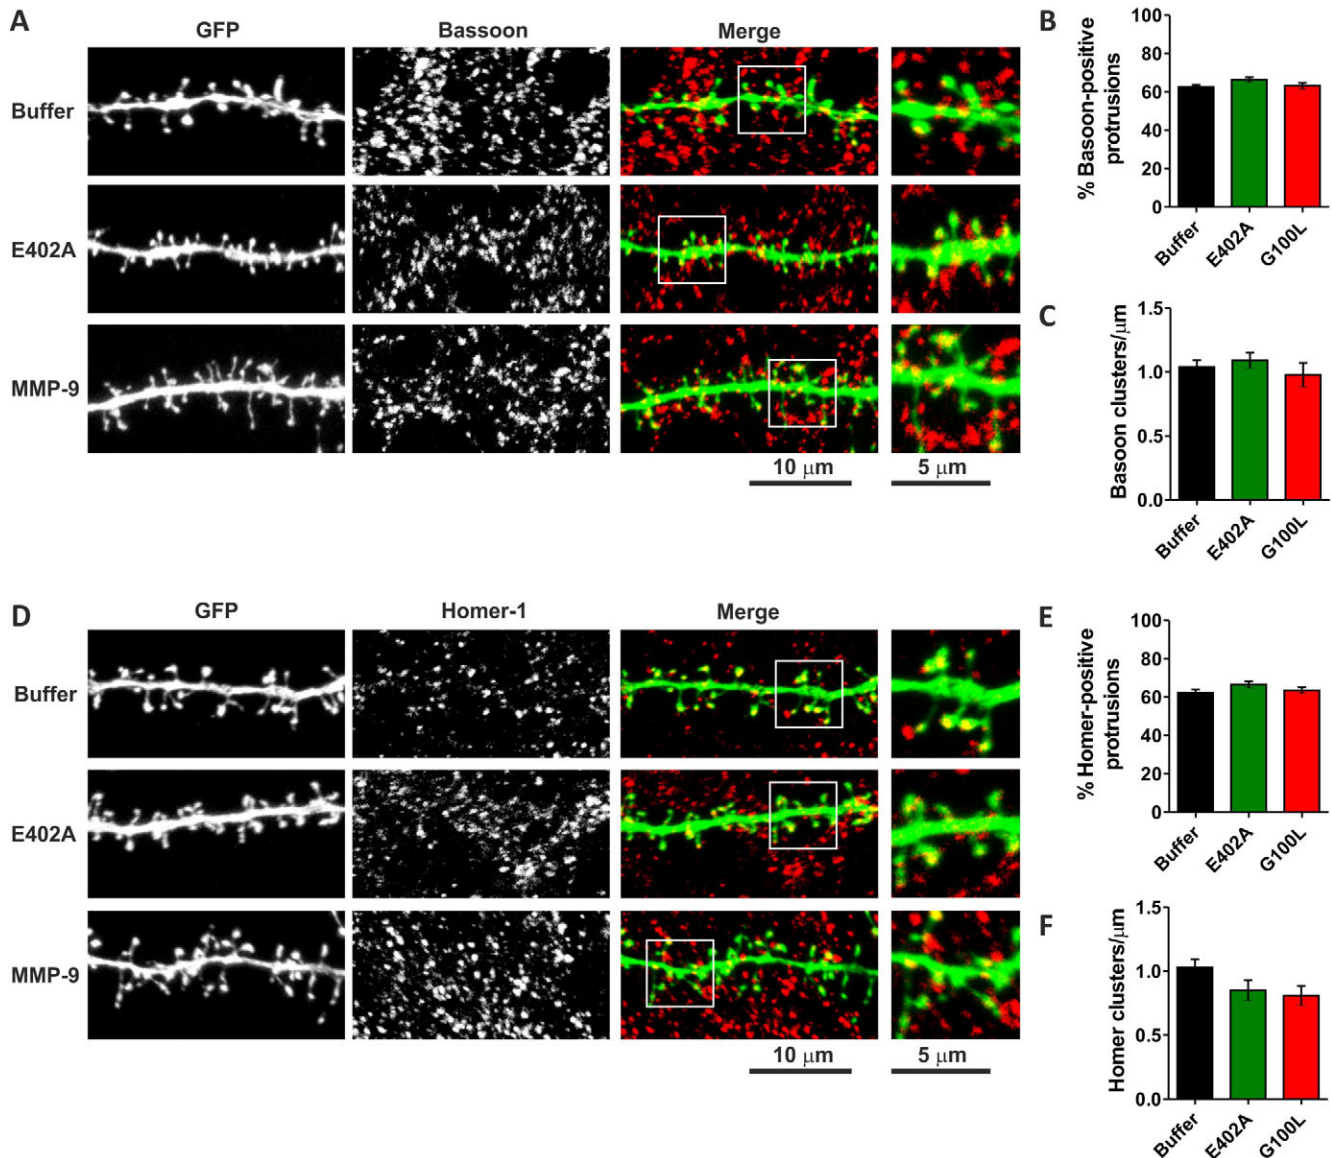 A
GFP
Bassoon
Merge
Buffer
E402A
MMP-9
10 μm
5 μm
B
% Basoon-positive
protrusions
100
80
60
40
20
0
Buffer
E402A
G100L
C
Basoon clusters/μm
1.5
1.0
0.5
0.0
Buffer
E402A
G100L
D
GFP
Homer-1
Merge
Buffer
E402A
MMP-9
10 μm
5 μm
E
% Homer-positive
protrusions
100
80
60
40
20
0
Buffer
E402A
G100L
F
Homer clusters/μm
1.5
1.0
0.5
0.0
Buffer
E402A
G100L